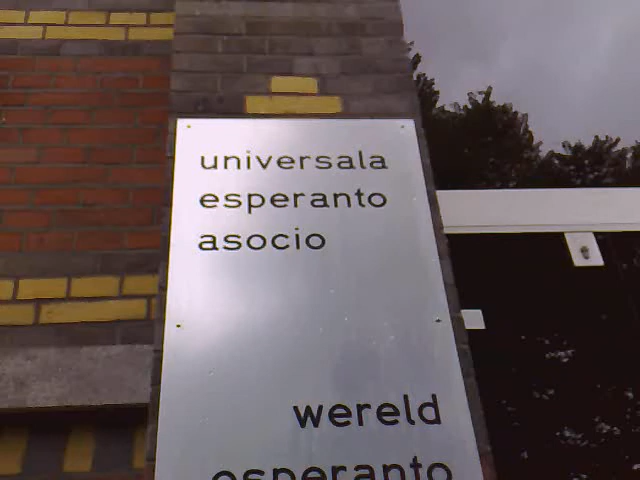 universala
esperanto
asocio
wereld
esperanto